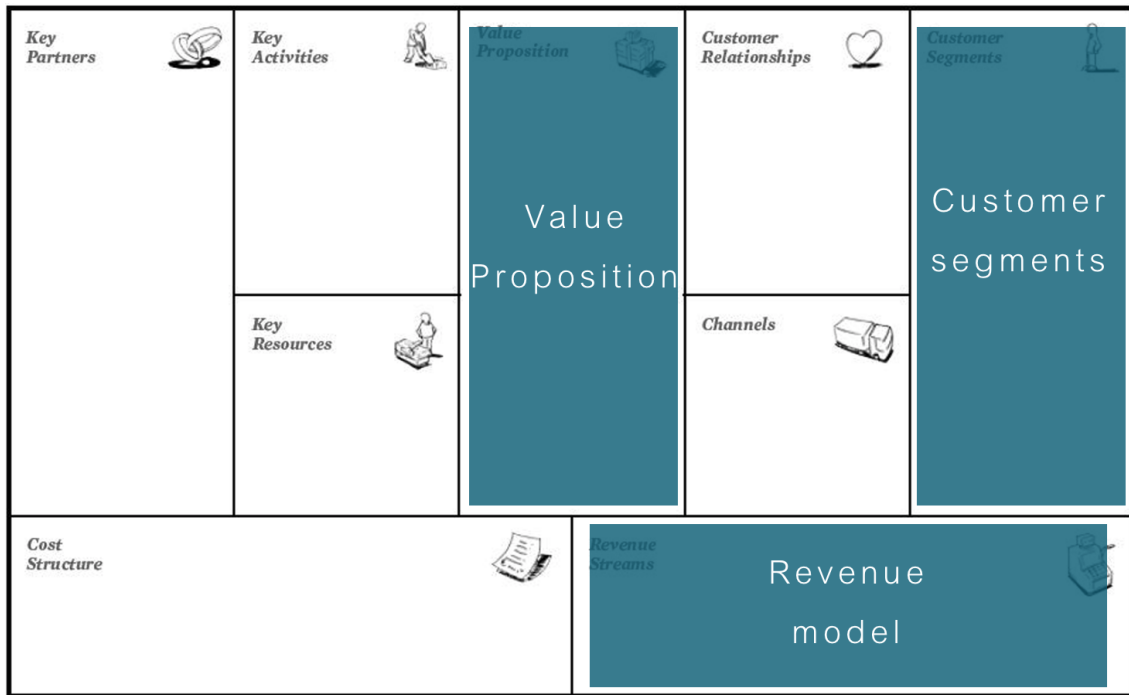 Key
Partners
Key
Activities
Value
Proposition
Customer
Relationships
Customer
Segments
Value
Proposition
Customer
segments
Key
Resources
Channels
Cost
Structure
Revenue
Streams
Revenue
model